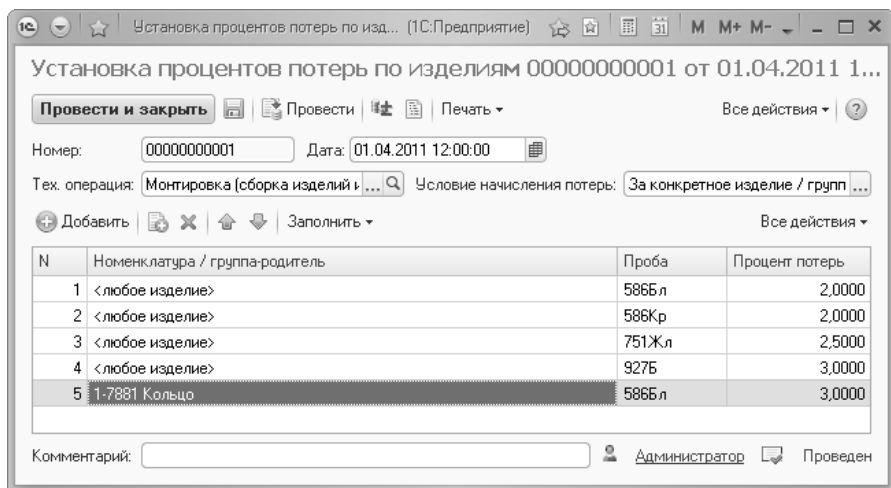 Установка процентов потерь по изд... (1С:Предприятие) 31 M M+ M-
Установка процентов потерь по изделиям 00000000001 от 01.04.2011 1...
Провести и закрыть Провести Печать Все действия ?
Номер: 00000000001 Дата: 01.04.2011 12:00:00
Тех. операция: Монтировка (сборка изделий и ... Условие начисления потерь: За конкретное изделие / групп ...
Добавить Заполнить Все действия
N Номенклатура / группа-родитель Проба Процент потерь
1 <любое изделие> 586Бл 2,0000
2 <любое изделие> 586Кр 2,0000
3 <любое изделие> 751Жл 2,5000
4 <любое изделие> 927Б 3,0000
5 1-7881 Кольцо 586Бл 3,0000
Комментарий: Администратор Проведен